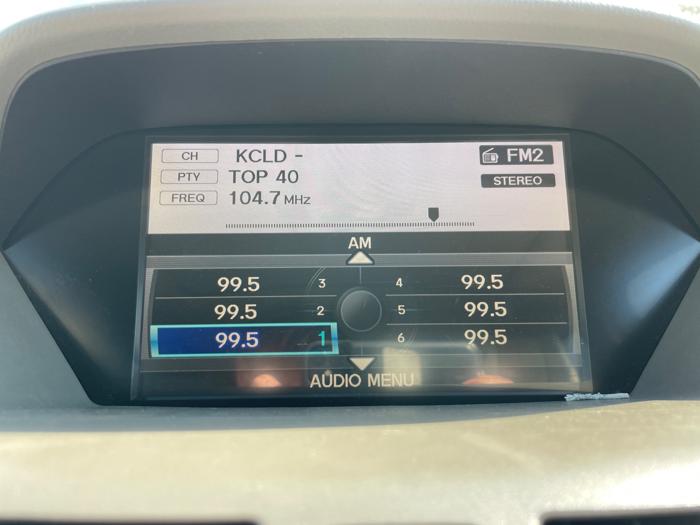 CH KCLD - FM2
PTY TOP 40 STEREO
FREQ 104.7 MHz
AM
99.5 3 4 99.5
99.5 2 5 99.5
99.5 1 6 99.5
AUDIO MENU